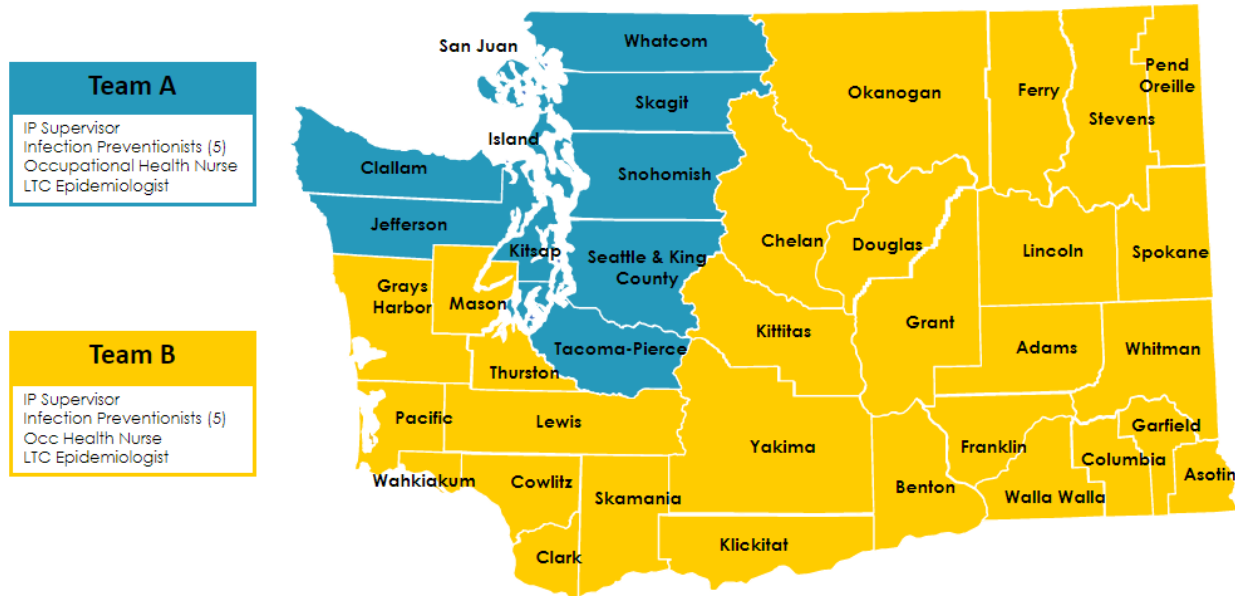 Team A
IP Supervisor
Infection Preventionists (5)
Occupational Health Nurse
LTC Epidemiologist
Team B
IP Supervisor
Infection Preventionists (5)
Occ Health Nurse
LTC Epidemiologist
San Juan
Whatcom
Skagit
Island
Snohomish
Clallam
Jefferson
Kitsap
Seattle & King
County
Tacoma-Pierce
Grays
Harbor
Mason
Thurston
Pacific
Lewis
Wahkiakum
Cowlitz
Skamania
Clark
Okanogan
Ferry
Stevens
Pend
Oreille
Chelan
Douglas
Lincoln
Spokane
Kittitas
Grant
Adams
Whitman
Yakima
Klickitat
Benton
Franklin
Walla Walla
Columbia
Garfield
Asotin